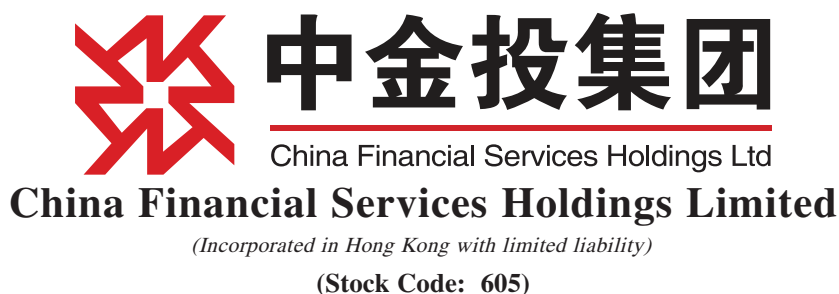 中金投集团
China Financial Services Holdings Ltd
China Financial Services Holdings Limited
(Incorporated in Hong Kong with limited liability)
(Stock Code: 605)